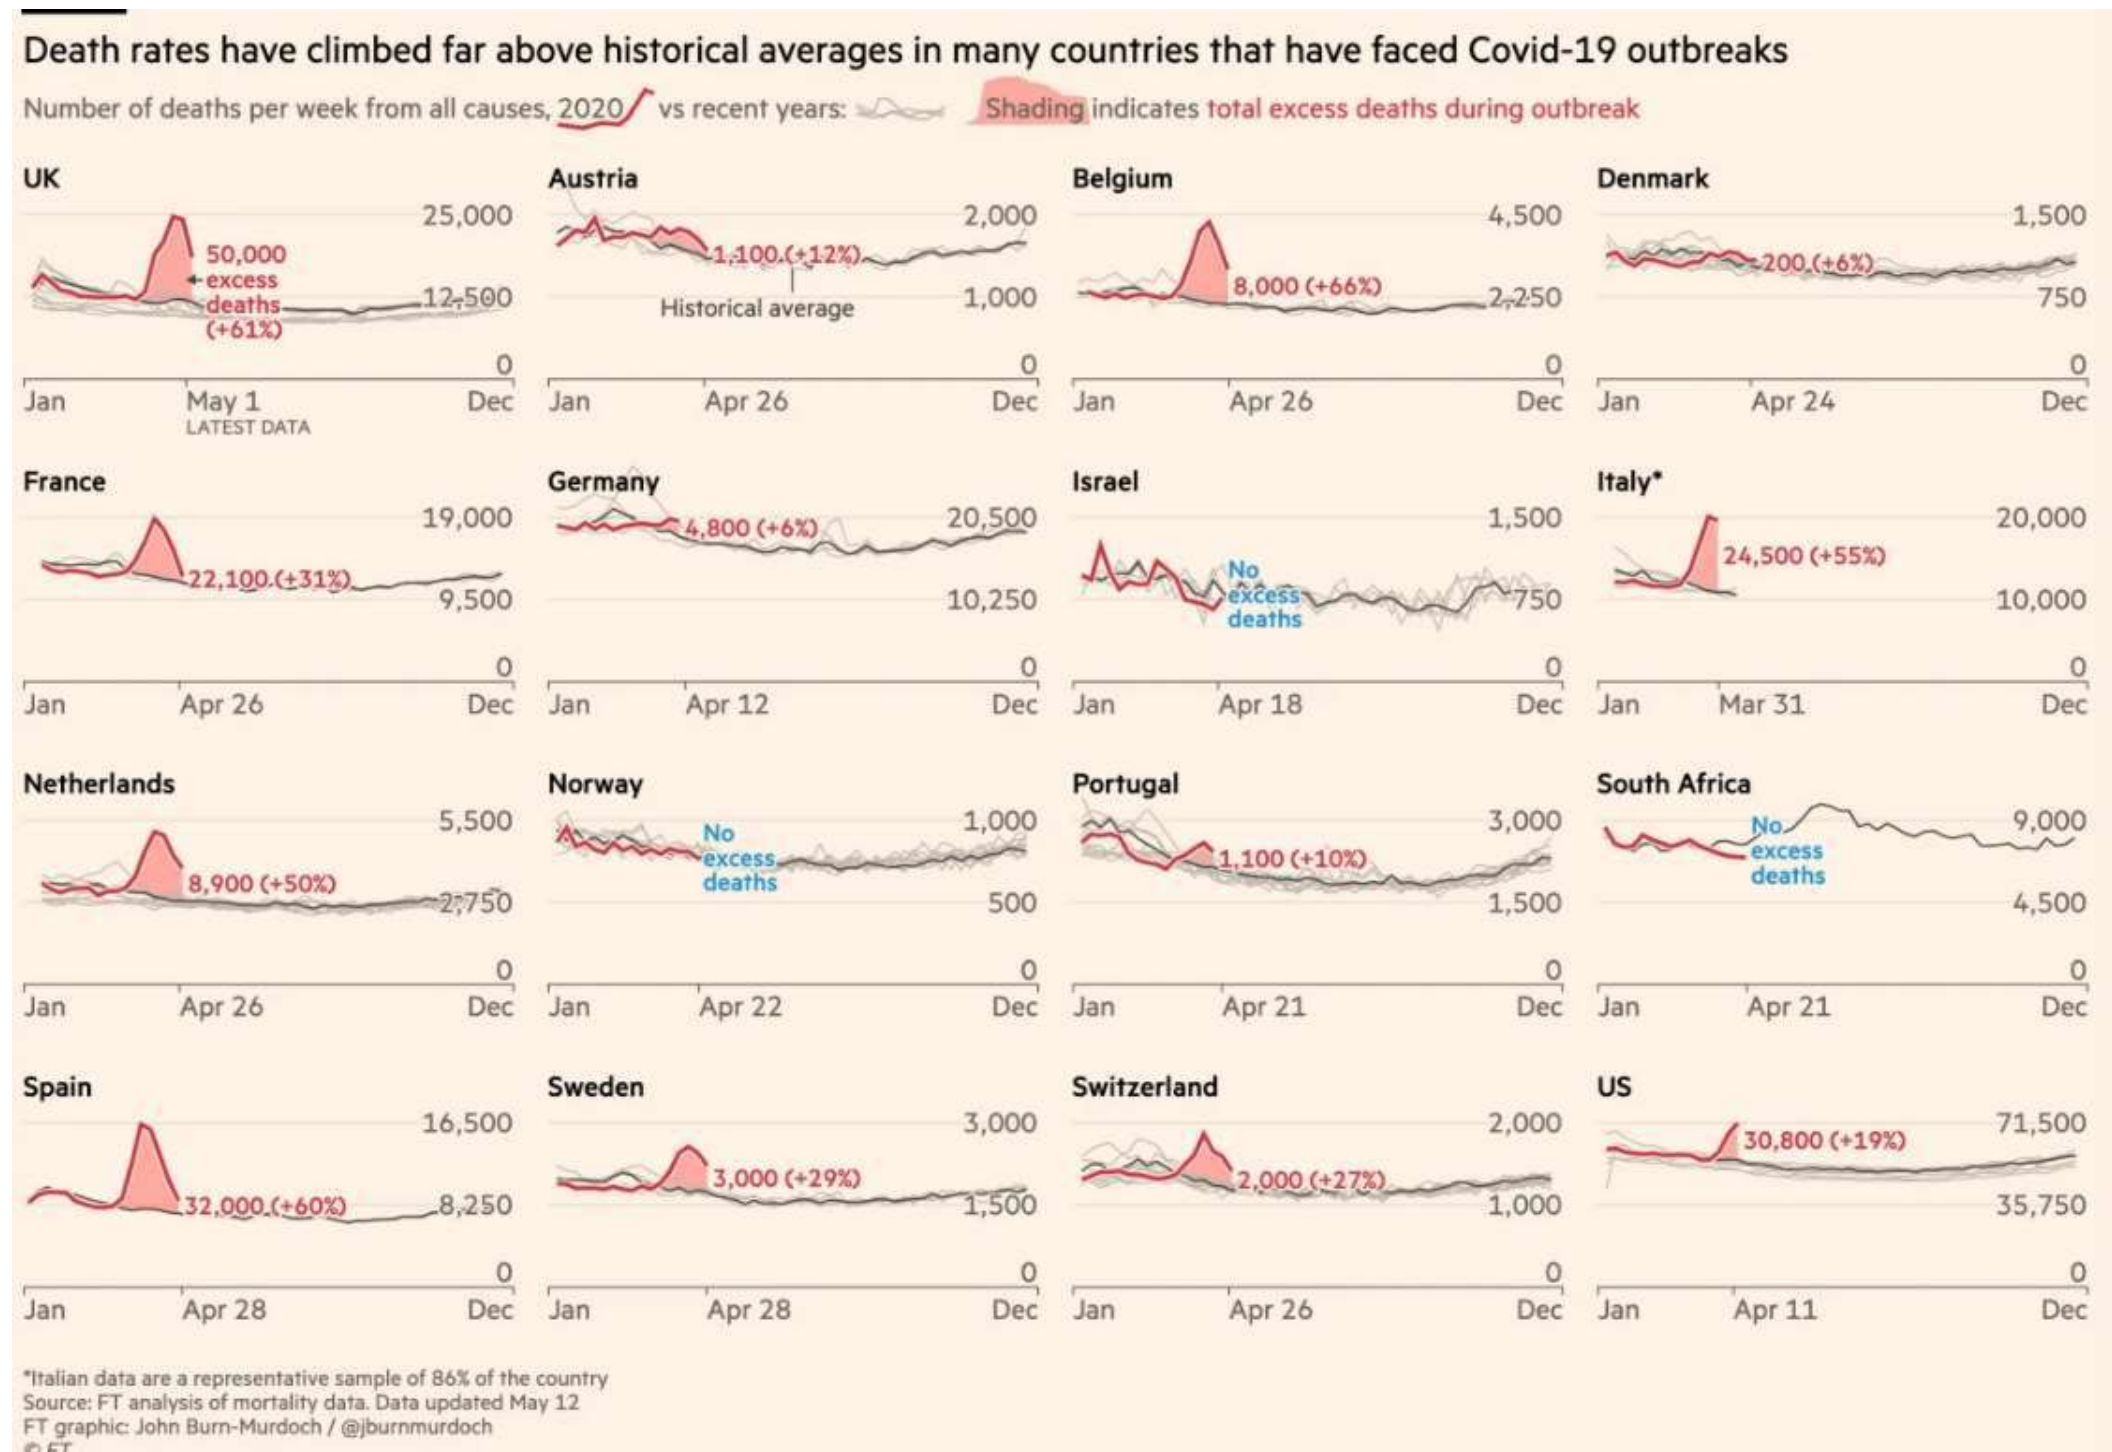 Death rates have climbed far above historical averages in many countries that have faced Covid-19 outbreaks
Number of deaths per week from all causes, 2020 vs recent years: Shading indicates total excess deaths during outbreak
UK
25,000
50,000
excess
deaths
(+61%)
12,500
0
Jan
May 1
LATEST DATA
Dec
Austria
2,000
1,100 (+12%)
Historical average
1,000
0
Jan
Apr 26
Dec
Belgium
4,500
8,000 (+66%)
2,250
0
Jan
Apr 26
Dec
Denmark
1,500
200 (+6%)
750
0
Jan
Apr 24
Dec
France
19,000
22,100 (+31%)
9,500
0
Jan
Apr 26
Dec
Germany
20,500
4,800 (+6%)
10,250
0
Jan
Apr 12
Dec
Israel
1,500
No
excess
deaths
750
0
Jan
Apr 18
Dec
Italy*
20,000
24,500 (+55%)
10,000
0
Jan
Mar 31
Dec
Netherlands
5,500
8,900 (+50%)
2,750
0
Jan
Apr 26
Dec
Norway
1,000
No
excess
deaths
500
0
Jan
Apr 22
Dec
Portugal
3,000
1,100 (+10%)
1,500
0
Jan
Apr 21
Dec
South Africa
9,000
No
excess
deaths
4,500
0
Jan
Apr 21
Dec
Spain
16,500
32,000 (+60%)
8,250
0
Jan
Apr 28
Dec
Sweden
3,000
3,000 (+29%)
1,500
0
Jan
Apr 28
Dec
Switzerland
2,000
2,000 (+27%)
1,000
0
Jan
Apr 26
Dec
US
71,500
30,800 (+19%)
35,750
0
Jan
Apr 11
Dec
*Italian data are a representative sample of 86% of the country
Source: FT analysis of mortality data. Data updated May 12
FT graphic: John Burn-Murdoch / @jburnmurdoch
© FT